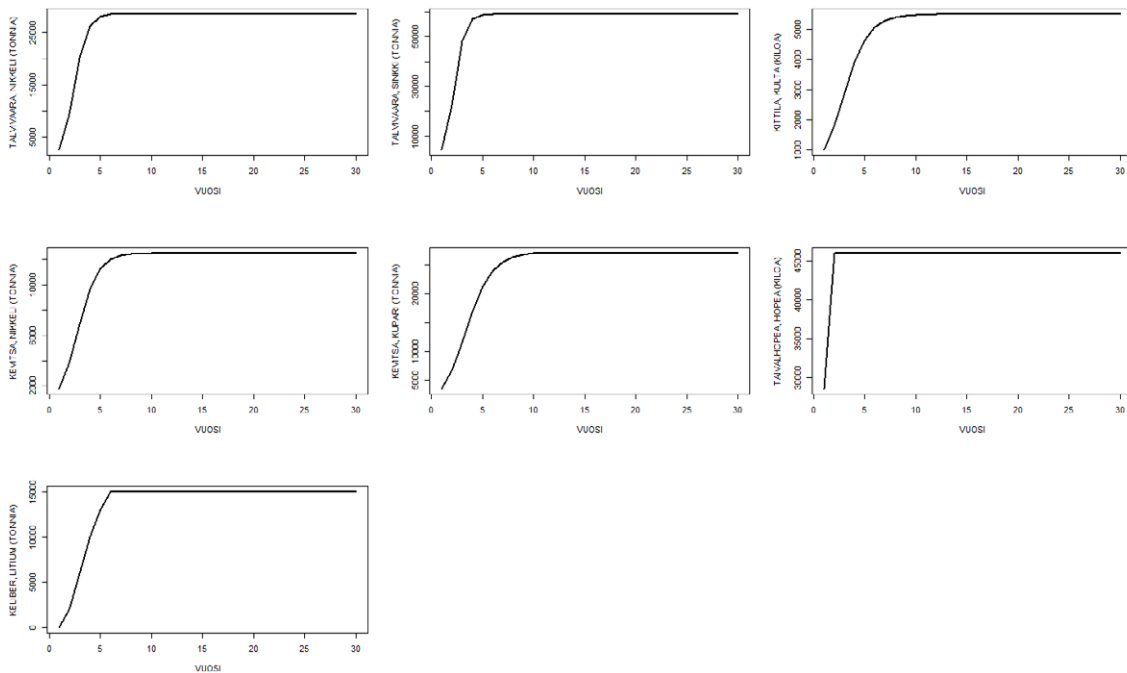 TALVIVAARA, NIKKELI (TONNIA)
5000 15000 25000
0 5 10 15 20 25 30
VUOSI
TALVIVAARA, SINKKI (TONNIA)
10000 30000 50000
0 5 10 15 20 25 30
VUOSI
KITTILA, KULTA (KILOA)
1000 2000 3000 4000 5000
0 5 10 15 20 25 30
VUOSI
KEVITSA, NIKKELI (TONNIA)
2000 6000 10000
0 5 10 15 20 25 30
VUOSI
KEVITSA, KUPARI (TONNIA)
5000 10000 20000
0 5 10 15 20 25 30
VUOSI
TAIVALHOPEA, HOPEA (KILOA)
30000 35000 40000 45000
0 5 10 15 20 25 30
VUOSI
KELIBER, LITIUM (TONNIA)
0 5000 10000 15000
0 5 10 15 20 25 30
VUOSI